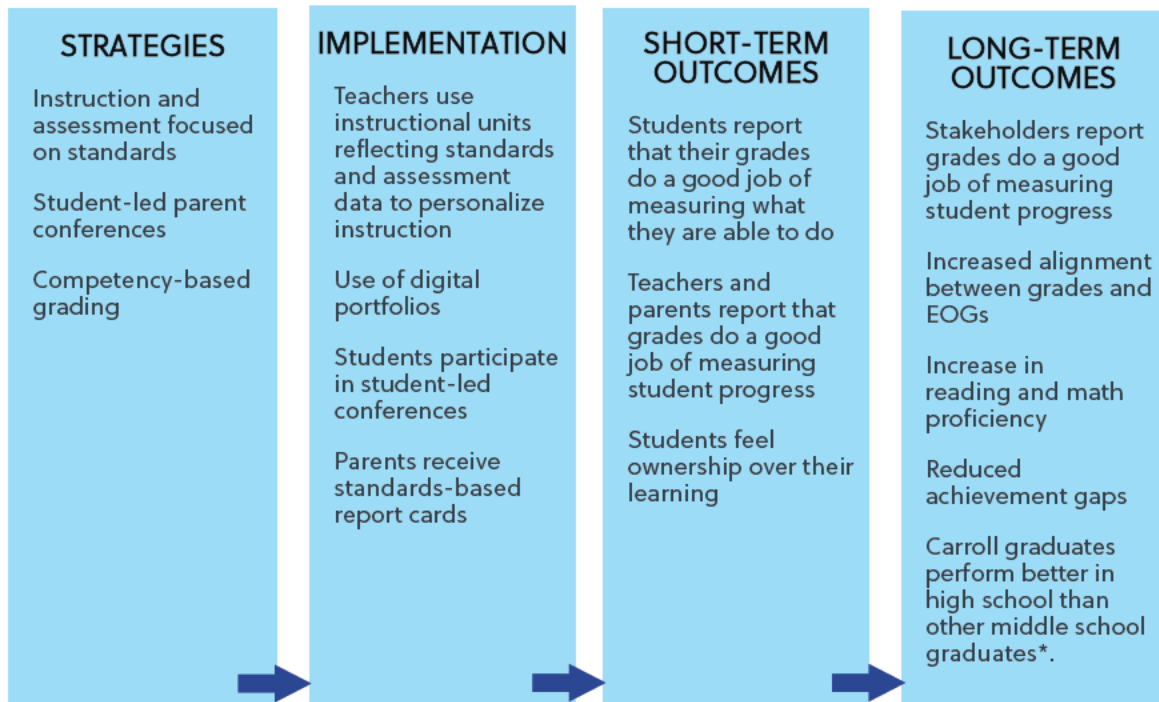 STRATEGIES
Instruction and
assessment focused
on standards
Student-led parent
conferences
Competency-based
grading
IMPLEMENTATION
Teachers use
instructional units
reflecting standards
and assessment
data to personalize
instruction
Use of digital
portfolios
Students participate
in student-led
conferences
Parents receive
standards-based
report cards
SHORT-TERM
OUTCOMES
Students report
that their grades
do a good job of
measuring what
they are able to do
Teachers and
parents report that
grades do a good
job of measuring
student progress
Students feel
ownership over their
learning
LONG-TERM
OUTCOMES
Stakeholders report
grades do a good
job of measuring
student progress
Increased alignment
between grades and
EOGs
Increase in
reading and math
proficiency
Reduced
achievement gaps
Carroll graduates
perform better in
high school than
other middle school
graduates*.